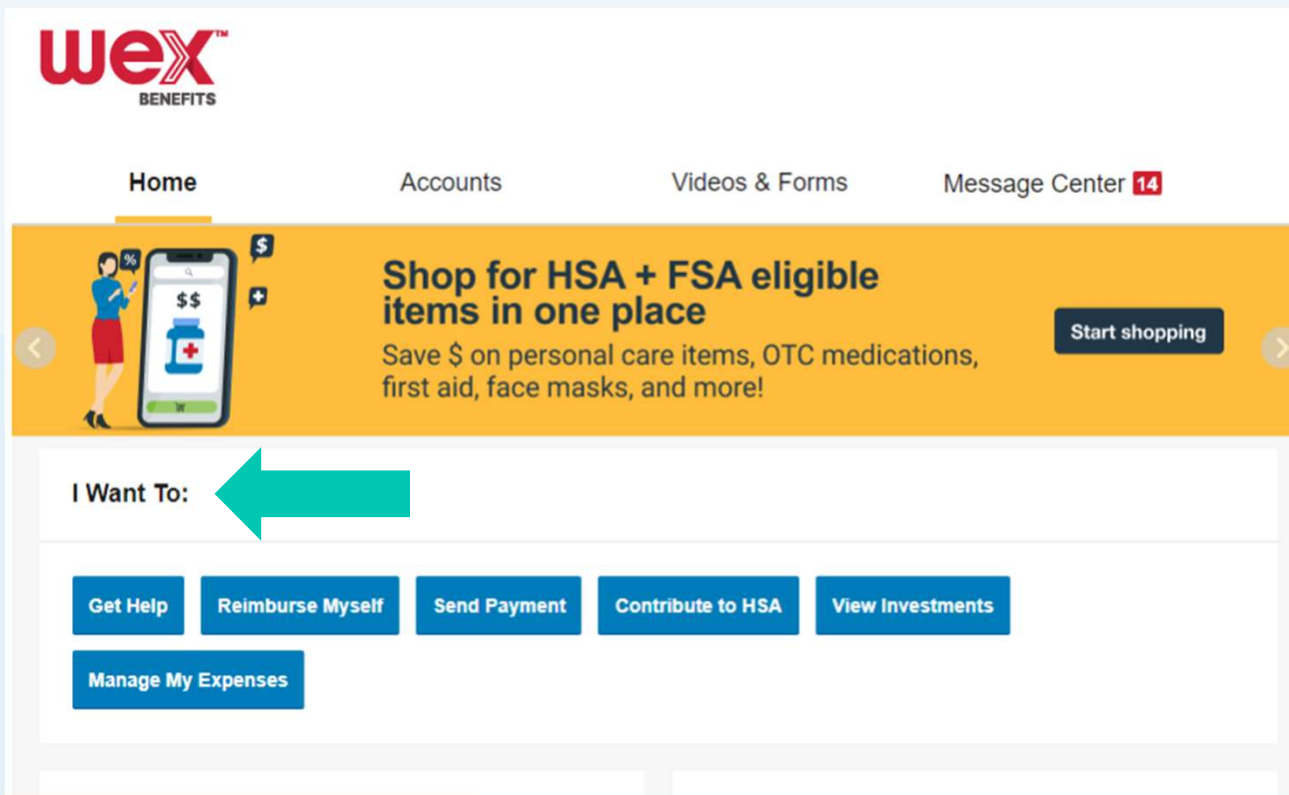 wex™
BENEFITS
Home Accounts Videos & Forms Message Center 14
% $
$$
Shop for HSA + FSA eligible
items in one place
Start shopping
Save $ on personal care items, OTC medications,
first aid, face masks, and more!
I Want To:
Get Help Reimburse Myself Send Payment Contribute to HSA View Investments
Manage My Expenses